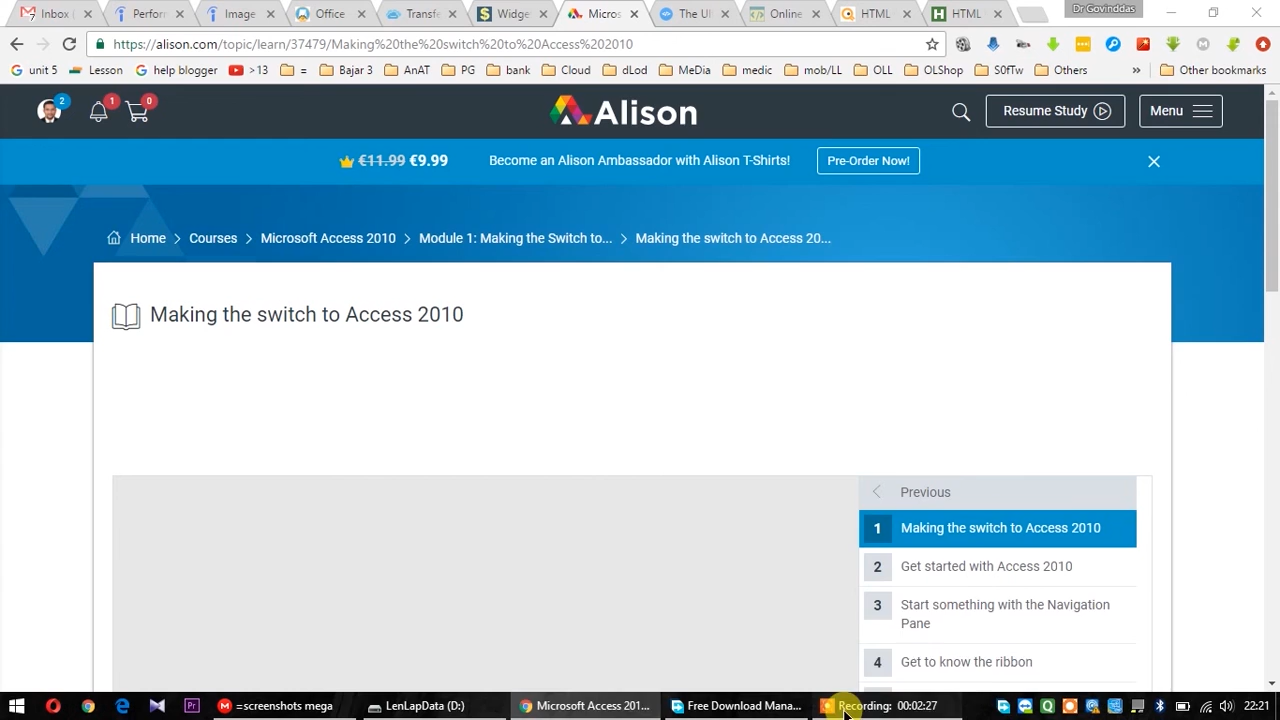 Dr Govinddas
Inbox ( Perform Image Office Transfe Widge Micros The Ul Online HTML HTML
https://alison.com/topic/learn/37479/Making%20the%20switch%20to%20Access%202010
unit 5 Lesson help blogger >13 = Bajar 3 AnAT PG bank Cloud dLod MeDia medic mob/LL OLL OLShop S0fTw Others » Other bookmarks
2 1 0 Alison Resume Study Menu
€11.99 €9.99 Become an Alison Ambassador with Alison T-Shirts! Pre-Order Now!
Home > Courses > Microsoft Access 2010 > Module 1: Making the Switch to... > Making the switch to Access 20...
Making the switch to Access 2010
Previous
1 Making the switch to Access 2010
2 Get started with Access 2010
3 Start something with the Navigation
Pane
4 Get to know the ribbon
=screenshots mega LenLapData (D:) Microsoft Access 201... Free Download Mana... Recording: 00:02:27 22:21